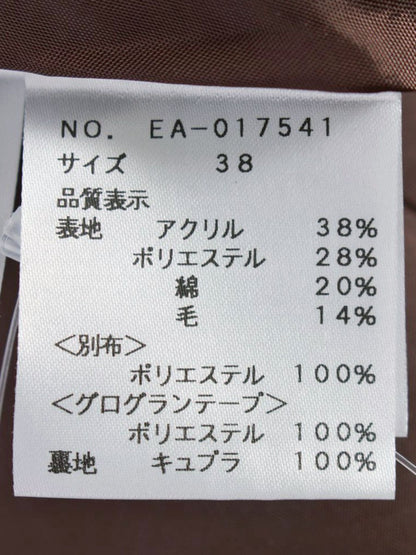 NO. EA-017541
サイズ 38
品質表示
表地 アクリル 38%
ポリエステル 28%
綿 20%
毛 14%
<別布>
ポリエステル 100%
<グログランテープ>
ポリエステル 100%
裏地 キュプラ 100%